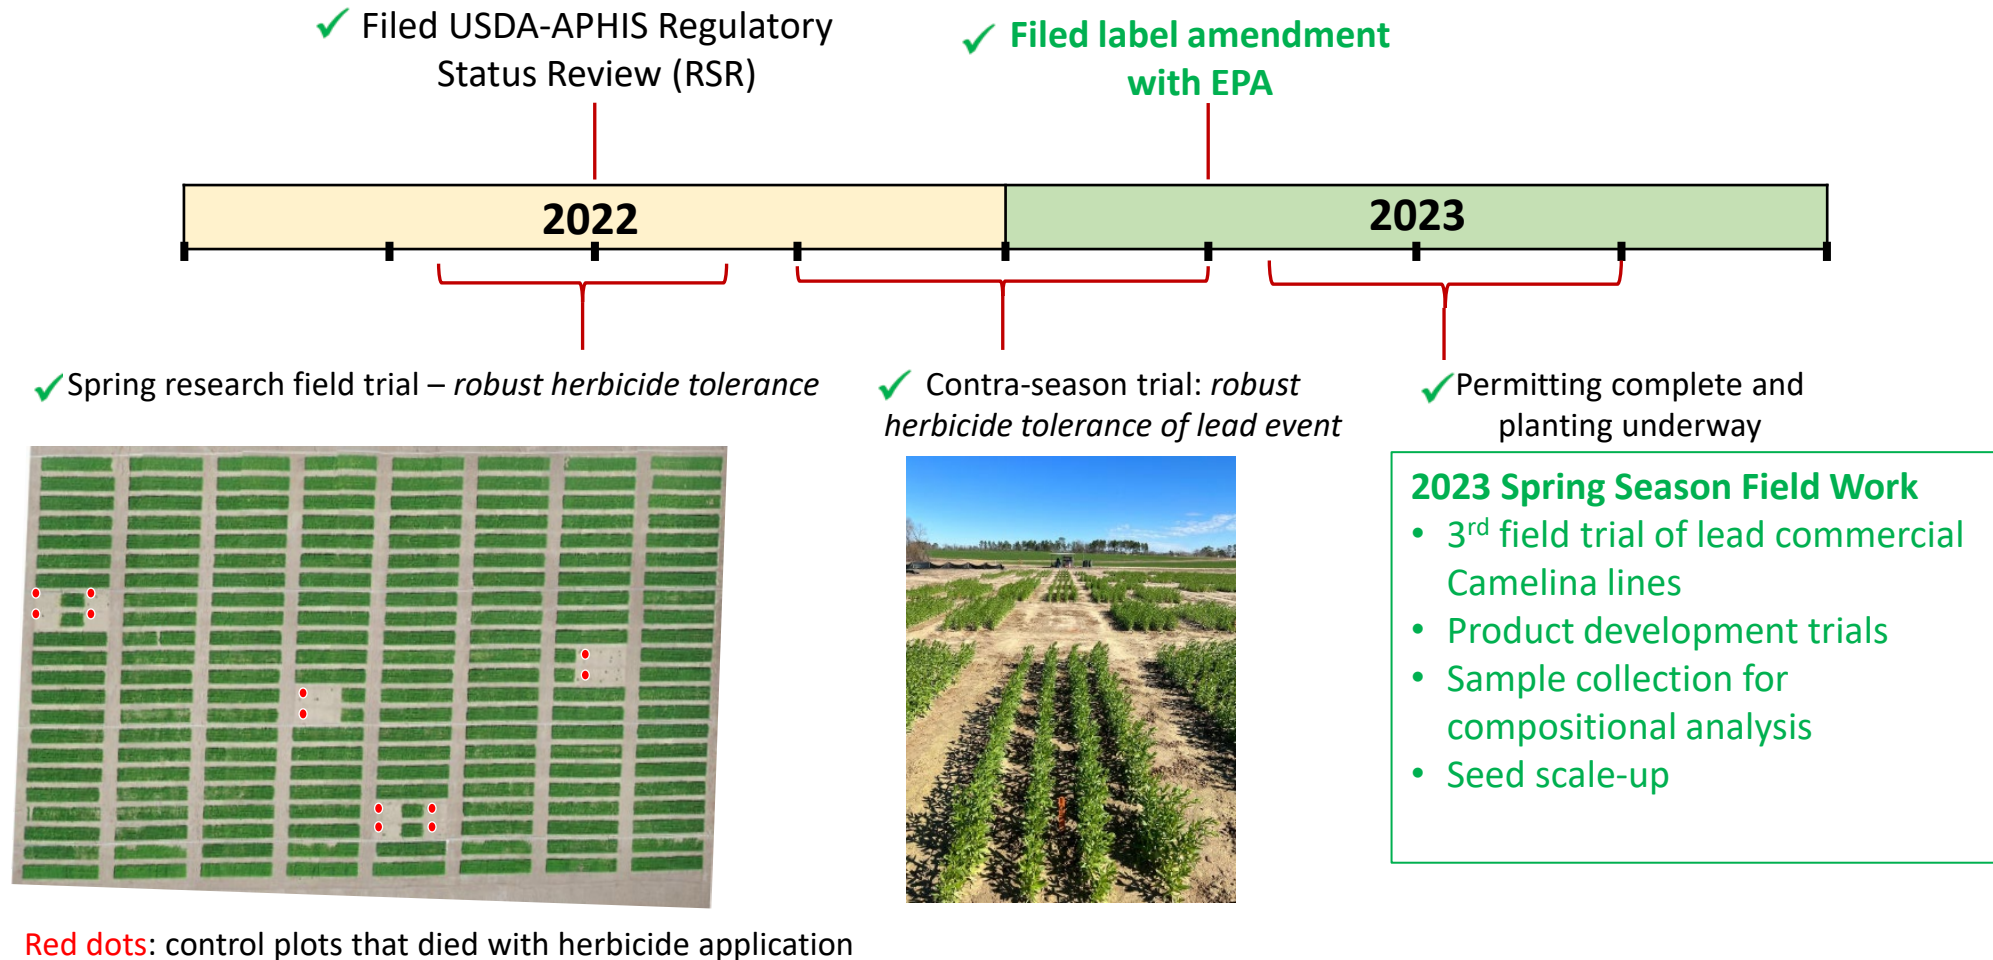 ✓ Filed USDA-APHIS Regulatory
Status Review (RSR)
✓ Filed label amendment
with EPA
2022
2023
✓ Spring research field trial – robust herbicide tolerance
✓ Contra-season trial: robust
herbicide tolerance of lead event
✓ Permitting complete and
planting underway
2023 Spring Season Field Work
• 3rd field trial of lead commercial
Camelina lines
• Product development trials
• Sample collection for
compositional analysis
• Seed scale-up
Red dots: control plots that died with herbicide application